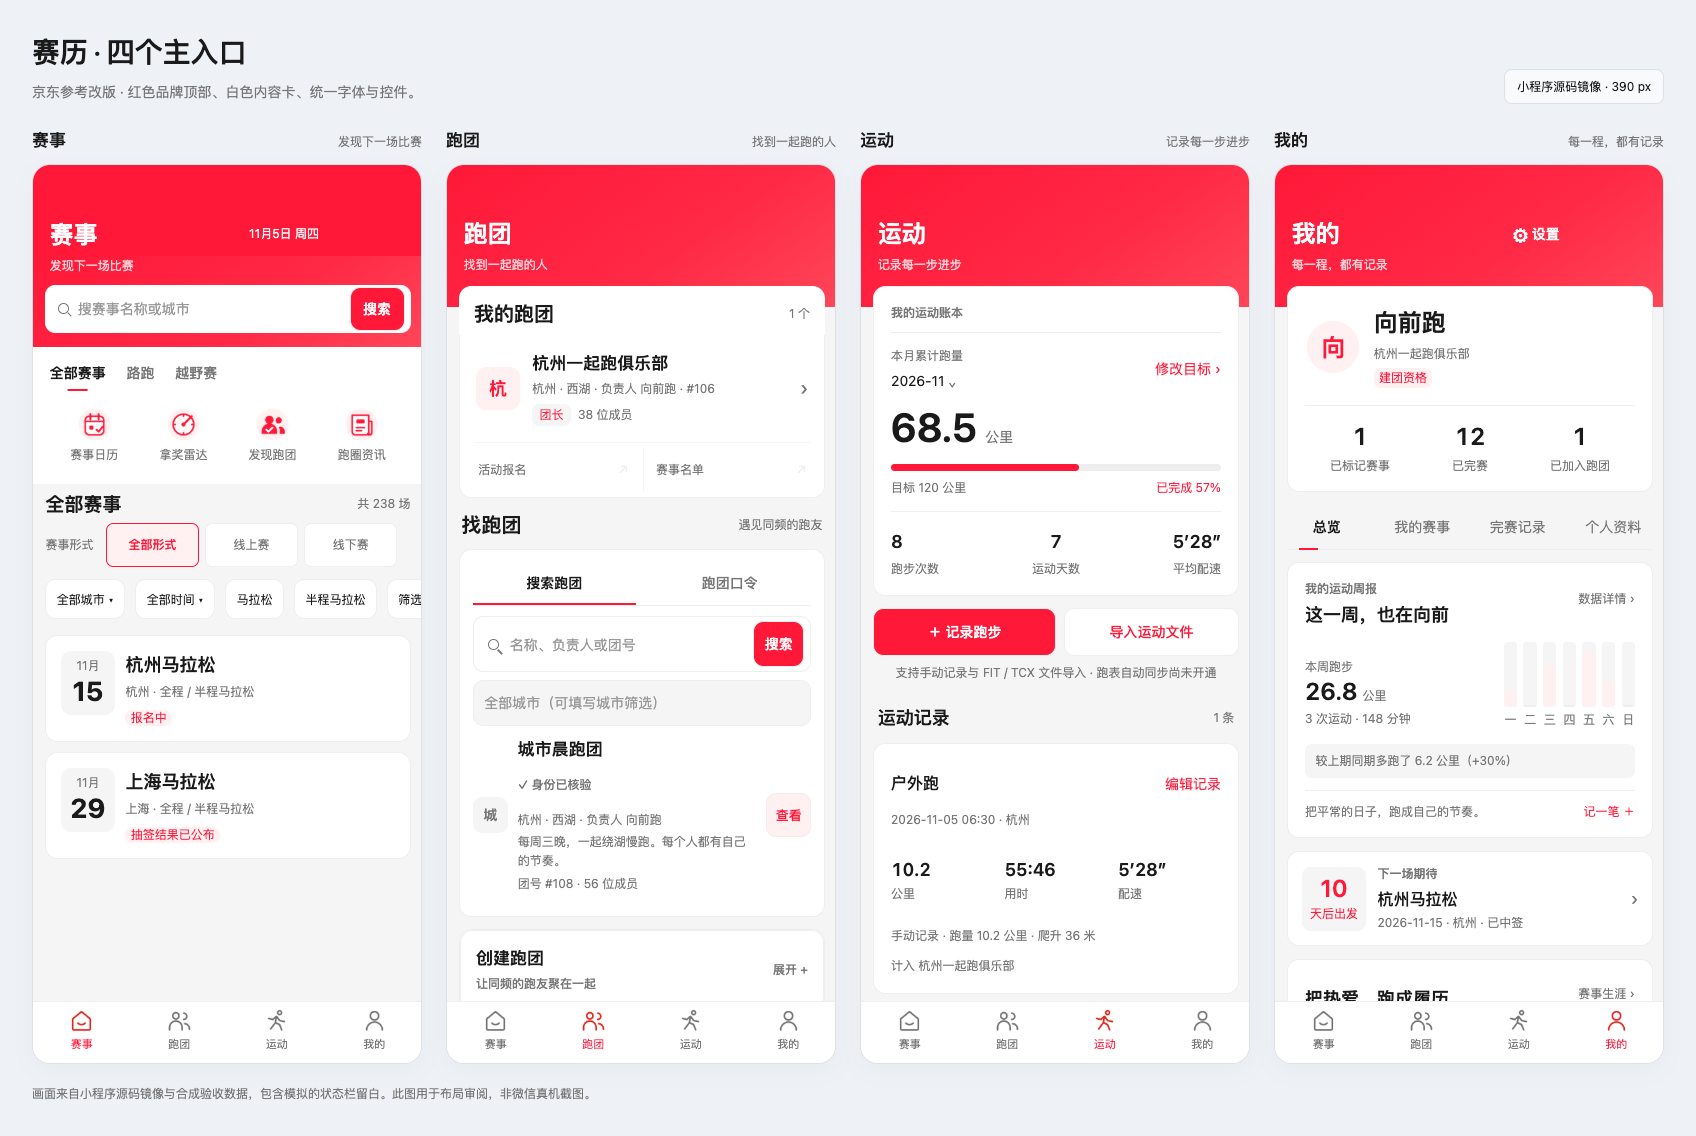 赛历 · 四个主入口
京东参考改版 · 红色品牌顶部、白色内容卡、统一字体与控件。
小程序源码镜像 · 390 px
赛事
发现下一场比赛
赛事
11月5日 周四
发现下一场比赛
搜赛事名称或城市
搜索
全部赛事 路跑 越野赛
赛事日历 拿奖雷达 发现跑团 跑圈资讯
全部赛事
共 238 场
赛事形式 全部形式 线上赛 线下赛
全部城市 ▾ 全部时间 ▾ 马拉松 半程马拉松 筛选
11月
15
杭州马拉松
杭州 · 全程 / 半程马拉松
报名中
11月
29
上海马拉松
上海 · 全程 / 半程马拉松
抽签结果已公布
赛事 跑团 运动 我的
跑团
找到一起跑的人
跑团
找到一起跑的人
我的跑团
1 个
杭
杭州一起跑俱乐部
杭州 · 西湖 · 负责人 向前跑 · #106
团长 38 位成员
›
活动报名 ↗ 赛事名单 ↗
找跑团
遇见同频的跑友
搜索跑团 跑团口令
名称、负责人或团号
搜索
全部城市（可填写城市筛选）
城市晨跑团
✓ 身份已核验
城
杭州 · 西湖 · 负责人 向前跑
每周三晚，一起绕湖慢跑。每个人都有自己
的节奏。
团号 #108 · 56 位成员
查看
创建跑团
让同频的跑友聚在一起
展开 +
赛事 跑团 运动 我的
运动
记录每一步进步
运动
记录每一步进步
我的运动账本
本月累计跑量
2026-11 ⌄
修改目标 ›
68.5 公里
目标 120 公里
已完成 57%
8 7 5′28″
跑步次数 运动天数 平均配速
+ 记录跑步
导入运动文件
支持手动记录与 FIT / TCX 文件导入 · 跑表自动同步尚未开通
运动记录
1 条
户外跑
编辑记录
2026-11-05 06:30 · 杭州
10.2 55:46 5′28″
公里 用时 配速
手动记录 · 跑量 10.2 公里 · 爬升 36 米
计入 杭州一起跑俱乐部
赛事 跑团 运动 我的
我的
每一程，都有记录
我的
设置
每一程，都有记录
向
向前跑
杭州一起跑俱乐部
建团资格
1 12 1
已标记赛事 已完赛 已加入跑团
总览 我的赛事 完赛记录 个人资料
我的运动周报
这一周，也在向前
数据详情 ›
本周跑步
26.8 公里
3 次运动 · 148 分钟
一 二 三 四 五 六 日
较上期同期多跑了 6.2 公里（+30%）
把平常的日子，跑成自己的节奏。
记一笔 +
10
天后出发
下一场期待
杭州马拉松
2026-11-15 · 杭州 · 已中签
›
把热爱，跑成履历
赛事生涯 ›
赛事 跑团 运动 我的
画面来自小程序源码镜像与合成验收数据，包含模拟的状态栏留白。此图用于布局审阅，非微信真机截图。